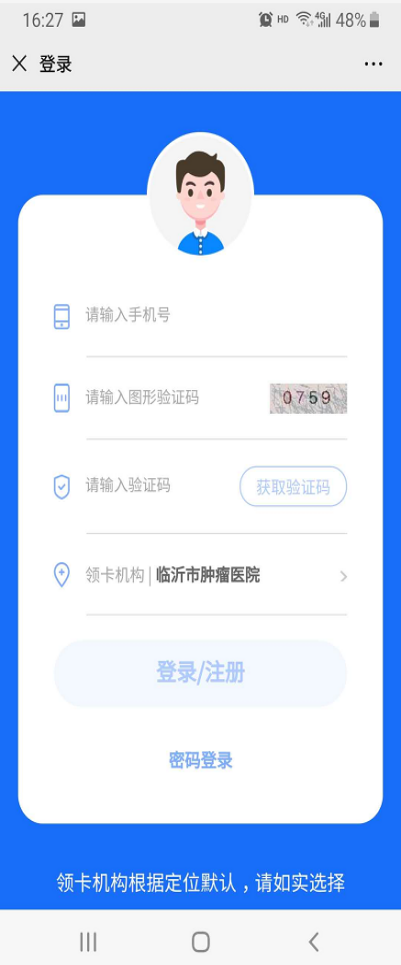 16:27 HD 4G 48%
登录
请输入手机号
请输入图形验证码 0759
请输入验证码 获取验证码
领卡机构 | 临沂市肿瘤医院
登录/注册
密码登录
领卡机构根据定位默认，请如实选择